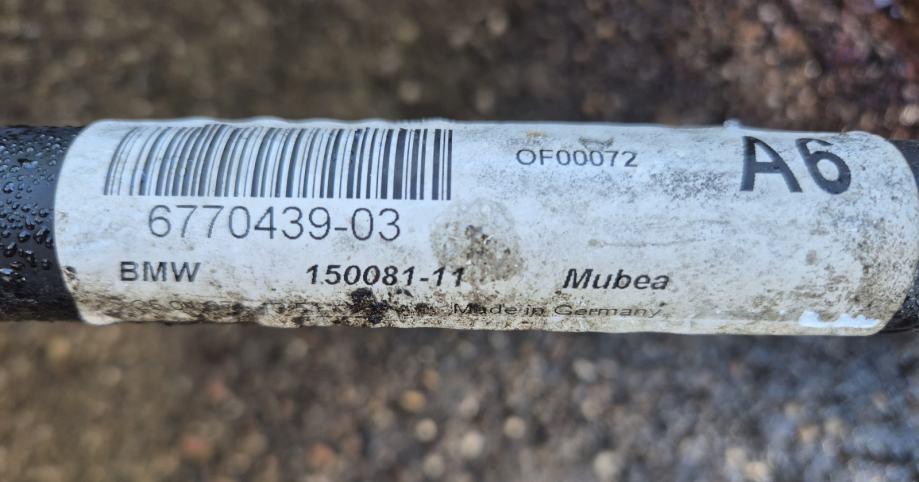 OF00072
A6
6770439-03
BMW 150081-11 Mubea
Made in Germany